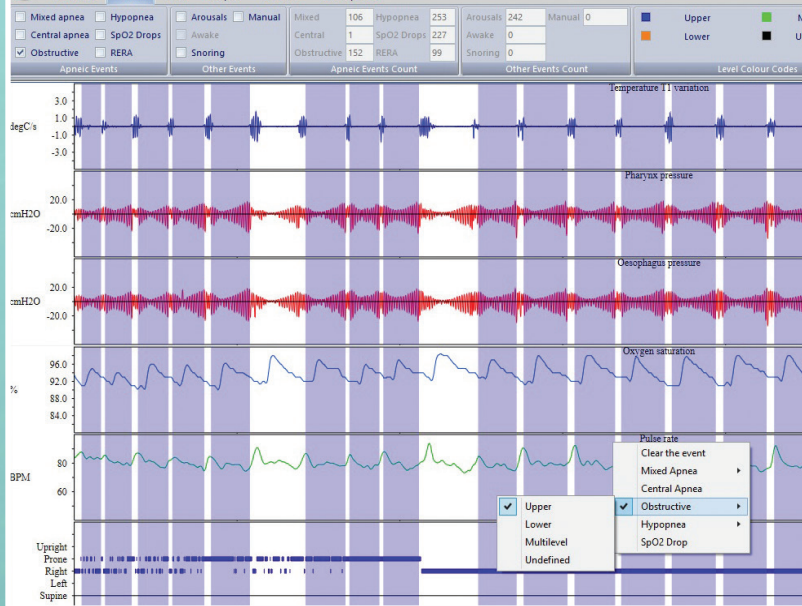 Mixed apnea Hypopnea Arousals Manual Mixed 106 Hypopnea 253 Arousals 242 Manual 0 Upper
Central apnea SpO2 Drops Awake Central 1 SpO2 Drops 227 Awake 0 Lower
Obstructive RERA Snoring Obstructive 152 RERA 99 Snoring 0
Apneic Events Other Events Apneic Events Count Other Events Count Level Colour Codes
Temperature T1 variation
3.0
1.0
degC/s
-1.0
-3.0
Pharynx pressure
20.0
cmH2O
-20.0
Oesophagus pressure
20.0
cmH2O
-20.0
Oxygen saturation
96.0
92.0
%
88.0
84.0
Pulse rate
80
BPM
60
Clear the event
Mixed Apnea
Central Apnea
Obstructive
Hypopnea
SpO2 Drop
Upper
Lower
Multilevel
Undefined
Upright
Prone
Right
Left
Supine